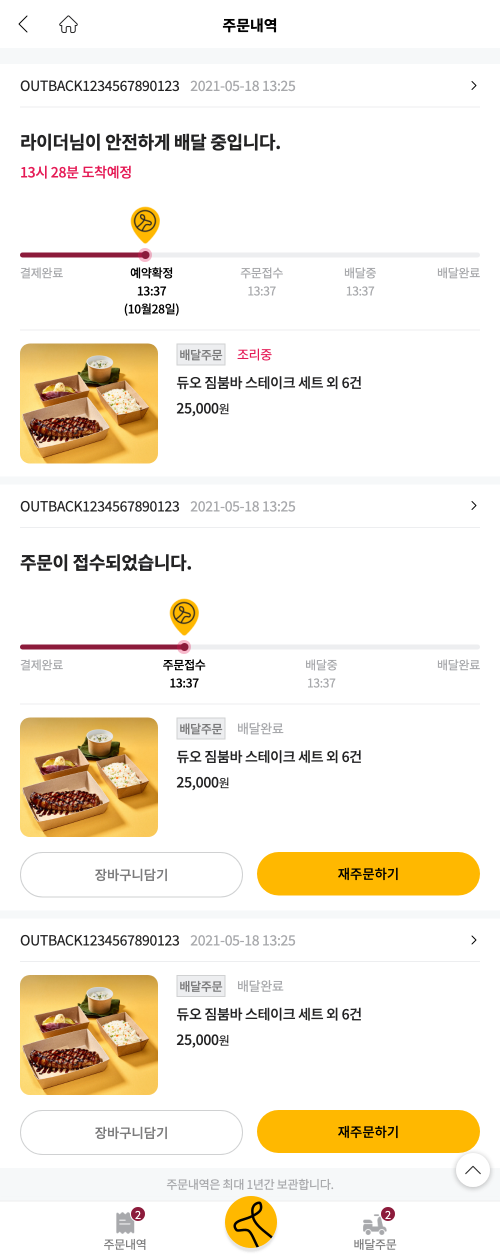 주문내역
OUTBACK1234567890123 2021-05-18 13:25
라이더님이 안전하게 배달 중입니다.
13시 28분 도착예정
결제완료 예약확정 주문접수 배달중 배달완료
13:37 13:37 13:37
(10월28일)
배달주문 조리중
듀오 짐붐바 스테이크 세트 외 6건
25,000원
OUTBACK1234567890123 2021-05-18 13:25
주문이 접수되었습니다.
결제완료 주문접수 배달중 배달완료
13:37 13:37
배달주문 배달완료
듀오 짐붐바 스테이크 세트 외 6건
25,000원
장바구니담기 재주문하기
OUTBACK1234567890123 2021-05-18 13:25
배달주문 배달완료
듀오 짐붐바 스테이크 세트 외 6건
25,000원
장바구니담기 재주문하기
주문내역은 최대 1년간 보관합니다.
2 2
주문내역 배달주문